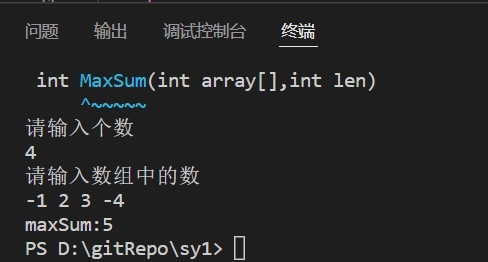 问题 输出 调试控制台 终端
int MaxSum(int array[],int len)
^~~~~~
请输入个数
4
请输入数组中的数
-1 2 3 -4
maxSum:5
PS D:\gitRepo\sy1>